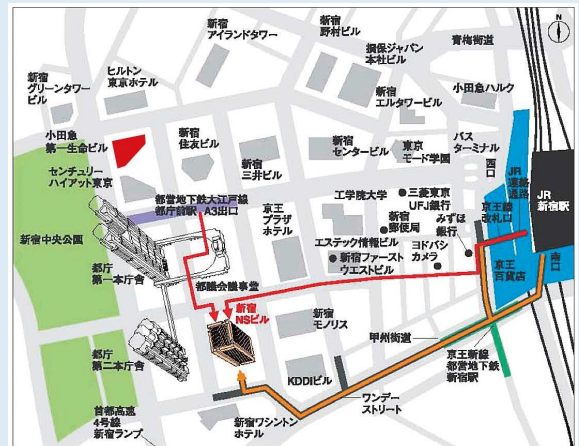 N
新宿
アイランドタワー
新宿
野村ビル
損保ジャパン
本社ビル
青梅街道
新宿
グリーンタワー
ビル
ヒルトン
東京ホテル
新宿
エルタワービル
小田急ハルク
小田急
第一生命ビル
新宿
住友ビル
新宿
三井ビル
新宿
センタービル
東京
モード学園
バス
ターミナル
西口
JR
連絡
通路
JR
新宿駅
センチュリー
ハイアット東京
都営地下鉄大江戸線
都庁前駅 A3出口
京王
プラザ
ホテル
工学院大学
三菱東京
UFJ銀行
新宿
郵便局
みずほ
銀行
京王線
改札口
新宿中央公園
都庁
第一本庁舎
都議会議事堂
エステック情報ビル
新宿ファースト
ウエストビル
ヨドバシ
カメラ
京王
百貨店
南口
新宿
NSビル
新宿
モノリス
甲州街道
京王新線
都営地下鉄
新宿駅
都庁
第二本庁舎
KDDIビル
ワンデー
ストリート
首都高速
4号線
新宿ランプ
新宿ワシントン
ホテル